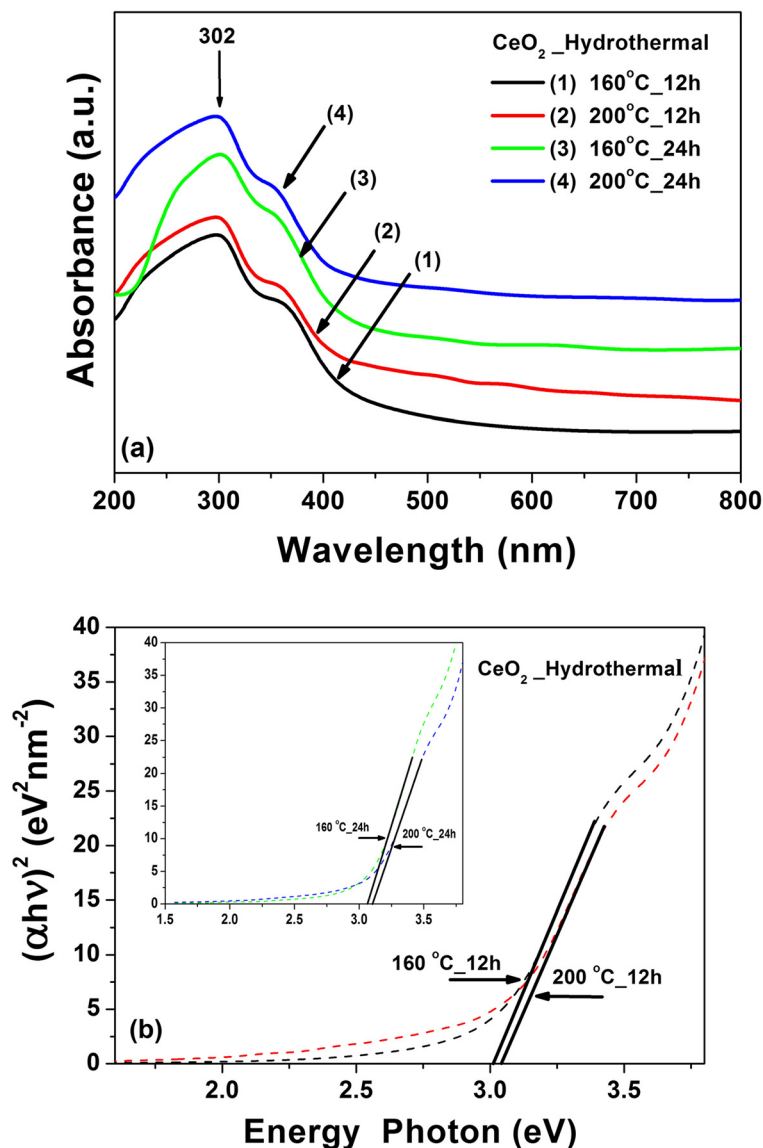 302
CeO2 _Hydrothermal
(1) 160°C_12h
(2) 200°C_12h
(3) 160°C_24h
(4) 200°C_24h
(4)
(3)
(2)
(1)
Absorbance (a.u.)
(a)
200 300 400 500 600 700 800
Wavelength (nm)
40
35
30
25
20
15
10
5
0
(αhν)2 (eV2nm-2)
CeO2 _Hydrothermal
40
35
30
25
20
15
10
5
0
160 °C_24h
200 °C_24h
1.5 2.0 2.5 3.0 3.5
160 °C_12h
200 °C_12h
(b)
2.0 2.5 3.0 3.5
Energy Photon (eV)